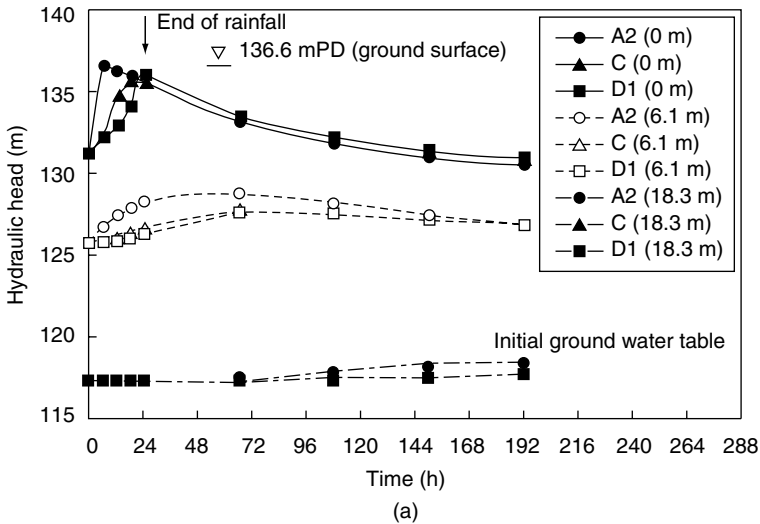 140
135
130
125
120
115
Hydraulic head (m)
End of rainfall
136.6 mPD (ground surface)
A2 (0 m)
C (0 m)
D1 (0 m)
A2 (6.1 m)
C (6.1 m)
D1 (6.1 m)
A2 (18.3 m)
C (18.3 m)
D1 (18.3 m)
Initial ground water table
0 24 48 72 96 120 144 168 192 216 240 264 288
Time (h)
(a)